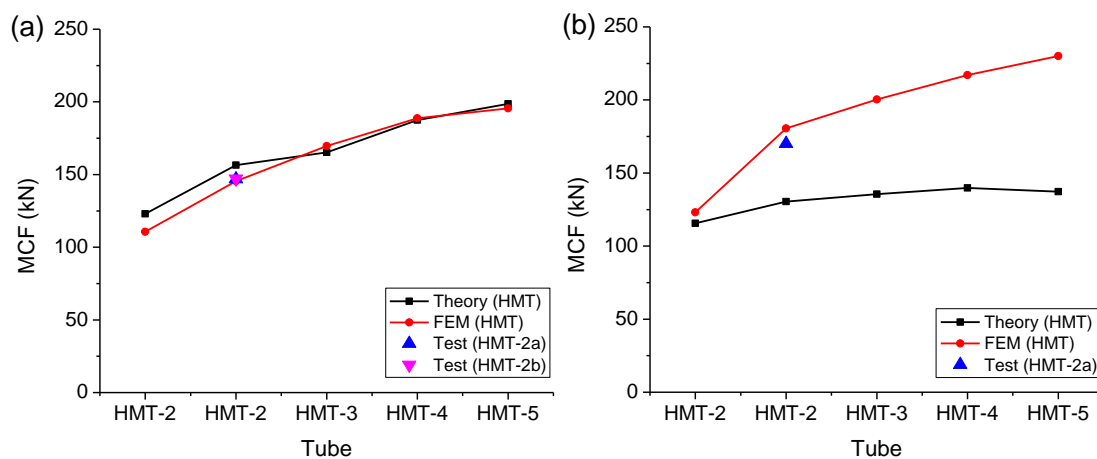 (a)
250
200
150
100
50
0
MCF (kN)
Theory (HMT)
FEM (HMT)
Test (HMT-2a)
Test (HMT-2b)
HMT-2 HMT-2 HMT-3 HMT-4 HMT-5
Tube
(b)
250
200
150
100
50
0
MCF (kN)
Theory (HMT)
FEM (HMT)
Test (HMT-2a)
HMT-2 HMT-2 HMT-3 HMT-4 HMT-5
Tube